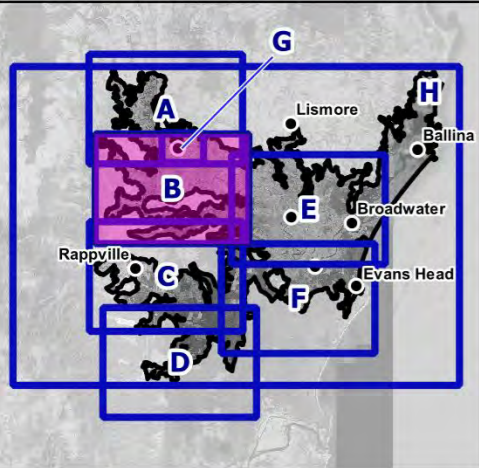 G
H
A
Lismore
Ballina
B
E
Broadwater
Rappville
C
Evans Head
F
D